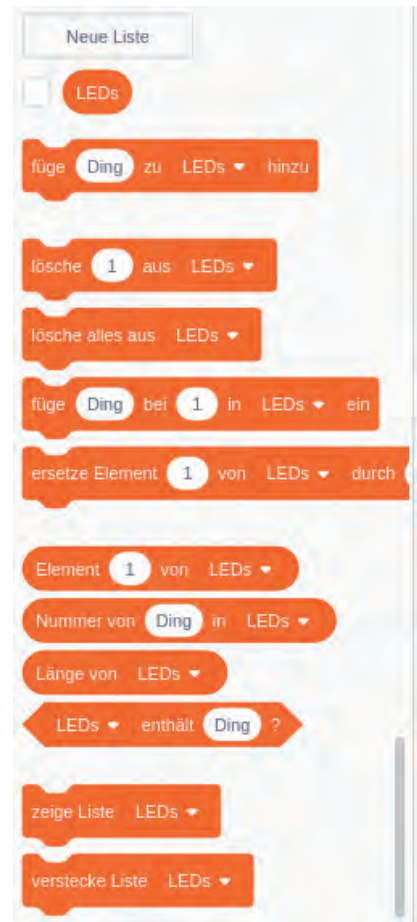 Neue Liste
LEDs
füge Ding zu LEDs hinzu
lösche 1 aus LEDs
lösche alles aus LEDs
füge Ding bei 1 in LEDs ein
ersetze Element 1 von LEDs durch
Element 1 von LEDs
Nummer von Ding in LEDs
Länge von LEDs
LEDs enthält Ding ?
zeige Liste LEDs
verstecke Liste LEDs